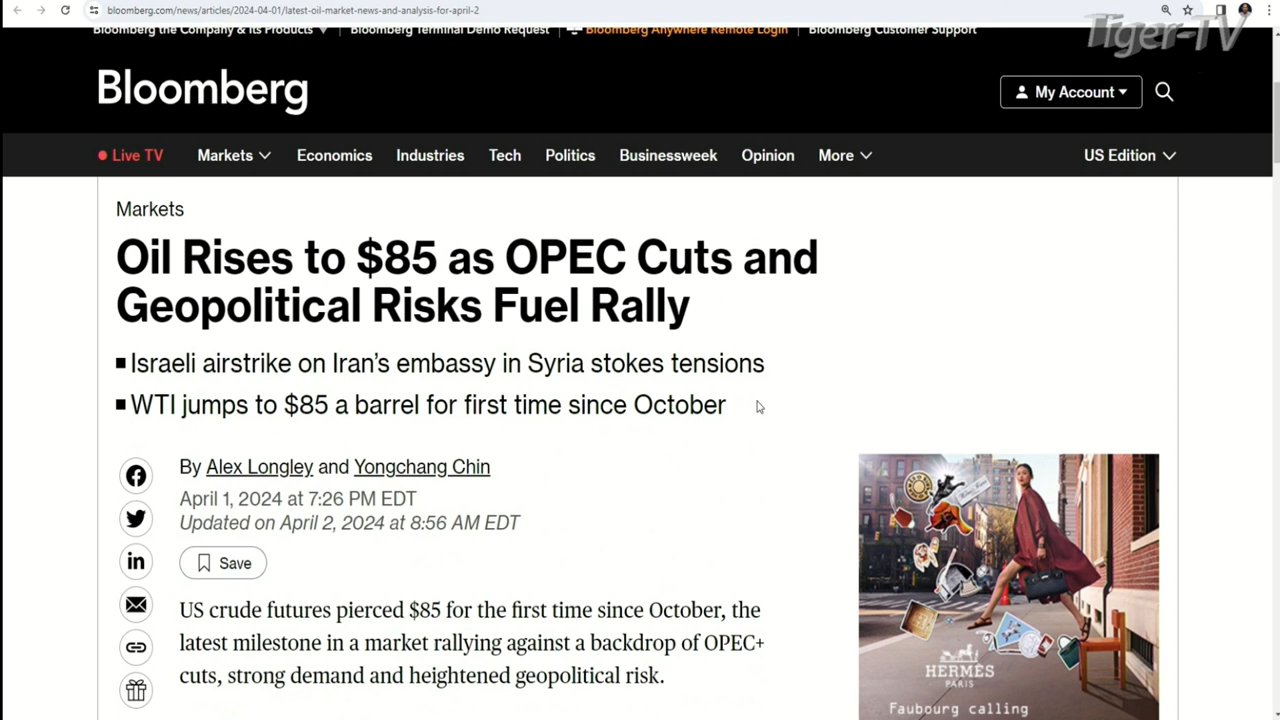 bloomberg.com/news/articles/2024-04-01/latest-oil-market-news-and-analysis-for-april-2
Bloomberg the Company & Its Products Bloomberg Terminal Demo Request Bloomberg Anywhere Remote Login Bloomberg Customer Support
Tiger-TV
Bloomberg
My Account
Live TV Markets Economics Industries Tech Politics Businessweek Opinion More US Edition
Markets
Oil Rises to $85 as OPEC Cuts and
Geopolitical Risks Fuel Rally
Israeli airstrike on Iran's embassy in Syria stokes tensions
WTI jumps to $85 a barrel for first time since October
By Alex Longley and Yongchang Chin
April 1, 2024 at 7:26 PM EDT
Updated on April 2, 2024 at 8:56 AM EDT
Save
US crude futures pierced $85 for the first time since October, the
latest milestone in a market rallying against a backdrop of OPEC+
cuts, strong demand and heightened geopolitical risk.
HERMÈS
PARIS
Faubourg calling